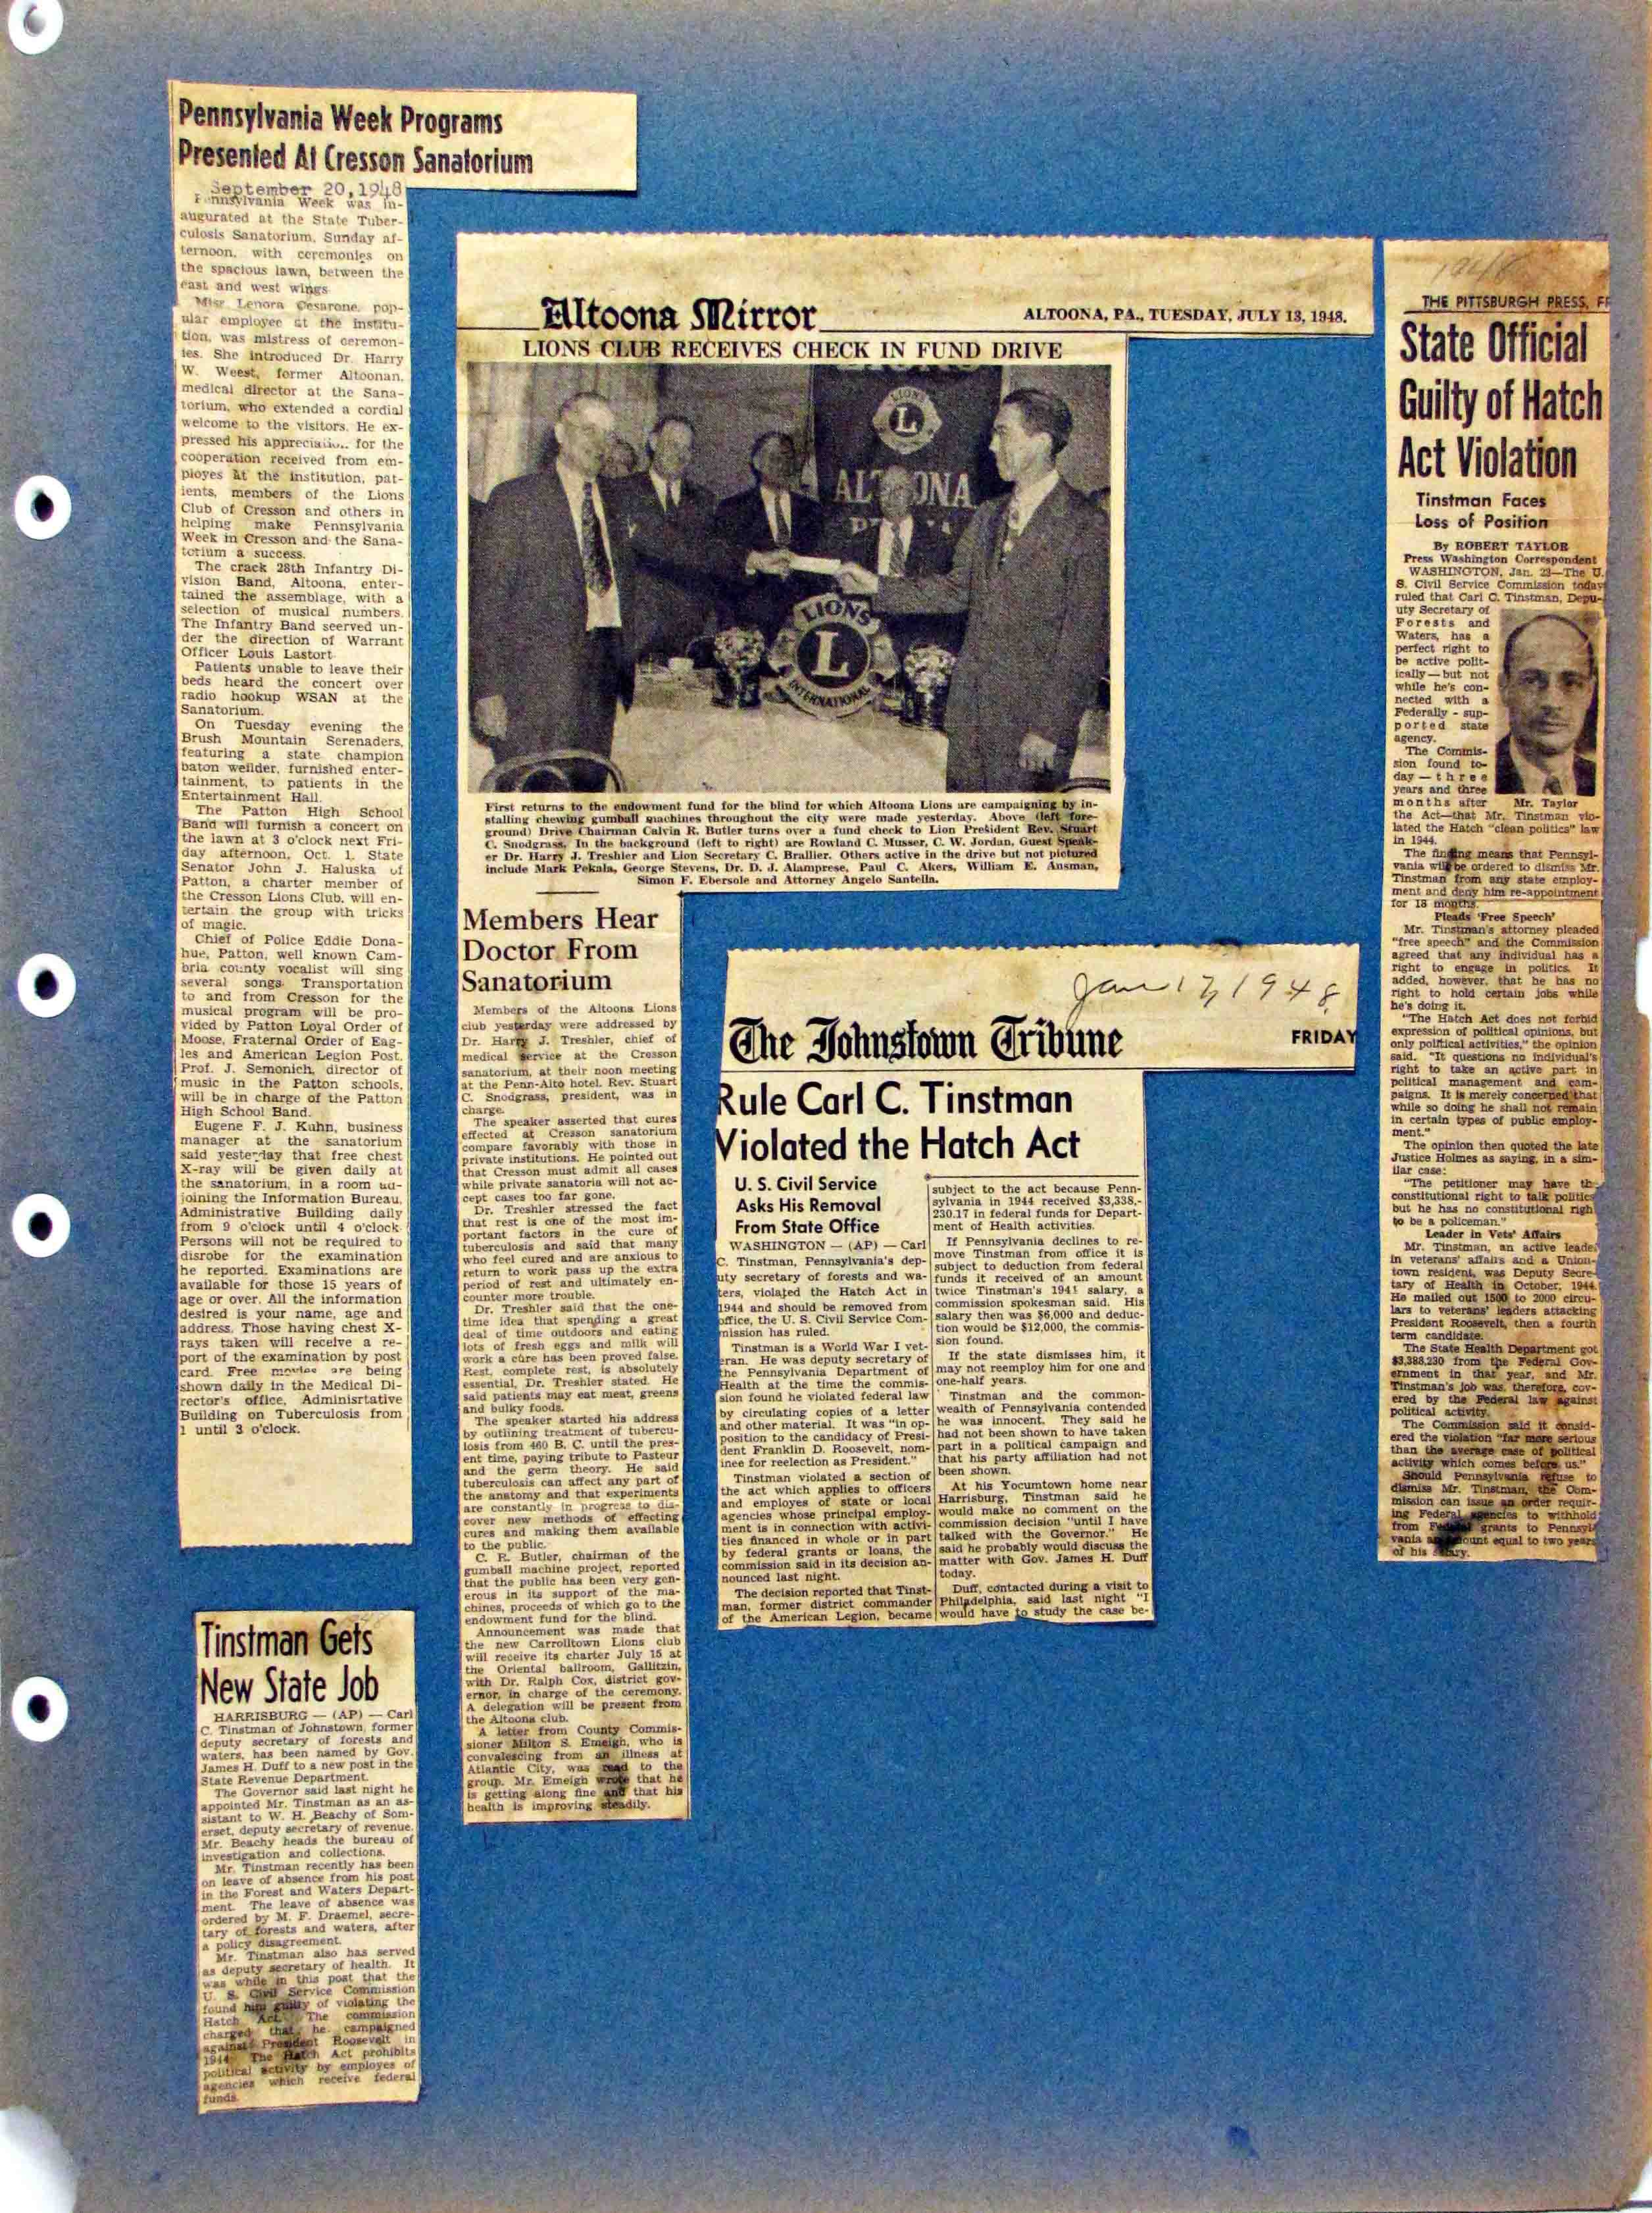 Pennsylvania Week Programs
Presented At Cresson Sanatorium
September 20, 1948
Pennsylvania Week was in-
augurated at the State Tuber-
culosis Sanatorium, Sunday af-
ternoon, with ceremonies on
the spacious lawn, between the
east and west wings.
Miss Lenora Cesarone, pop-
ular employee at the institu-
tion, was mistress of ceremon-
ies. She introduced Dr. Harry
W. Weest, former Altoonan,
medical director at the Sana-
torium, who extended a cordial
welcome to the visitors. He ex-
pressed his appreciation for the
cooperation received from em-
ployes at the institution, pat-
ients, members of the Lions
Club of Cresson and others in
helping make Pennsylvania
Week in Cresson and the Sana-
torium a success.
The crack 28th Infantry Di-
vision Band, Altoona, enter-
tained the assemblage, with a
selection of musical numbers.
The Infantry Band seerved un-
der the direction of Warrant
Officer Louis Lastort.
Patients unable to leave their
beds heard the concert over
radio hookup WSAN at the
Sanatorium.
On Tuesday evening the
Brush Mountain Serenaders,
featuring a state champion
baton weilder, furnished enter-
tainment, to patients in the
Entertainment Hall.
The Patton High School
Band will furnish a concert on
the lawn at 3 o'clock next Fri-
day afternoon, Oct. 1. State
Senator John J. Haluska of
Patton, a charter member of
the Cresson Lions Club, will en-
tertain the group with tricks
of magic.
Chief of Police Eddie Dona-
hue, Patton, well known Cam-
bria county vocalist will sing
several songs. Transportation
to and from Cresson for the
musical program will be pro-
vided by Patton Loyal Order of
Moose, Fraternal Order of Eag-
les and American Legion Post.
Prof. J. Semonich, director of
music in the Patton schools,
will be in charge of the Patton
High School Band.
Eugene F. J. Kuhn, business
manager at the sanatorium
said yesterday that free chest
X-ray will be given daily at
the sanatorium, in a room ad-
joining the Information Bureau,
Administrative Building daily
from 9 o'clock until 4 o'clock.
Persons will not be required to
disrobe for the examination
he reported. Examinations are
available for those 15 years of
age or over. All the information
desired is your name, age and
address. Those having chest X-
rays taken will receive a re-
port of the examination by post
card. Free movies are being
shown daily in the Medical Di-
rector's office, Adminisrtative
Building on Tuberculosis from
1 until 3 o'clock.
Tinstman Gets
New State Job
HARRISBURG — (AP) — Carl
C. Tinstman of Johnstown, former
deputy secretary of forests and
waters, has been named by Gov.
James H. Duff to a new post in the
State Revenue Department.
The Governor said last night he
appointed Mr. Tinstman as an as-
sistant to W. H. Beachy of Som-
erset, deputy secretary of revenue.
Mr. Beachy heads the bureau of
investigation and collections.
Mr. Tinstman recently has been
on leave of absence from his post
in the Forest and Waters Depart-
ment. The leave of absence was
ordered by M. F. Draemel, secre-
tary of forests and waters, after
a policy disagreement.
Mr. Tinstman also has served
as deputy secretary of health. It
was while in this post that the
U. S. Civil Service Commission
found him guilty of violating the
Hatch Act. The commission
charged that he campaigned
against President Roosevelt in
1944. The Hatch Act prohibits
political activity by employes of
agencies which receive federal
funds.
Altoona Mirror
ALTOONA, PA., TUESDAY, JULY 13, 1948.
LIONS CLUB RECEIVES CHECK IN FUND DRIVE
LIONS
L
ALTOONA
LIONS
L
INTERNATIONAL
First returns to the endowment fund for the blind for which Altoona Lions are campaigning by in-
stalling chewing gumball machines throughout the city were made yesterday. Above (left fore-
ground) Drive Chairman Calvin R. Butler turns over a fund check to Lion President Rev. Stuart
C. Snodgrass. In the background (left to right) are Rowland C. Musser, C. W. Jordan, Guest Speak-
er Dr. Harry J. Treshler and Lion Secretary C. Brallier. Others active in the drive but not pictured
include Mark Pekala, George Stevens, Dr. D. J. Alamprese, Paul C. Akers, William E. Ausman,
Simon F. Ebersole and Attorney Angelo Santella.
Members Hear
Doctor From
Sanatorium
Members of the Altoona Lions
club yesterday were addressed by
Dr. Harry J. Treshler, chief of
medical service at the Cresson
sanatorium, at their noon meeting
at the Penn-Alto hotel. Rev. Stuart
C. Snodgrass, president, was in
charge.
The speaker asserted that cures
effected at Cresson sanatorium
compare favorably with those in
private institutions. He pointed out
that Cresson must admit all cases
while private sanatoria will not ac-
cept cases too far gone.
Dr. Treshler stressed the fact
that rest is one of the most im-
portant factors in the cure of
tuberculosis and said that many
who feel cured and are anxious to
return to work pass up the extra
period of rest and ultimately en-
counter more trouble.
Dr. Treshler said that the one-
time idea that spending a great
deal of time outdoors and eating
lots of fresh eggs and milk will
work a cure has been proved false.
Rest, complete rest, is absolutely
essential, Dr. Treshler stated. He
said patients may eat meat, greens
and bulky foods.
The speaker started his address
by outlining treatment of tubercu-
losis from 460 B. C. until the pres-
ent time, paying tribute to Pasteur
and the germ theory. He said
tuberculosis can affect any part of
the anatomy and that experiments
are constantly in progress to dis-
cover new methods of effecting
cures and making them available
to the public.
C. R. Butler, chairman of the
gumball machine project, reported
that the public has been very gen-
erous in its support of the ma-
chines, proceeds of which go to the
endowment fund for the blind.
Announcement was made that
the new Carrolltown Lions club
will receive its charter July 15 at
the Oriental ballroom, Gallitzin,
with Dr. Ralph Cox, district gov-
ernor, in charge of the ceremony.
A delegation will be present from
the Altoona club.
A letter from County Commis-
sioner Milton S. Emeigh, who is
convalescing from an illness at
Atlantic City, was read to the
group. Mr. Emeigh wrote that he
is getting along fine and that his
health is improving steadily.
Jan 17, 1948
The Johnstown Tribune
FRIDAY
Rule Carl C. Tinstman
Violated the Hatch Act
U. S. Civil Service
Asks His Removal
From State Office
WASHINGTON — (AP) — Carl
C. Tinstman, Pennsylvania's dep-
uty secretary of forests and wa-
ters, violated the Hatch Act in
1944 and should be removed from
office, the U. S. Civil Service Com-
mission has ruled.
Tinstman is a World War I vet-
eran. He was deputy secretary of
the Pennsylvania Department of
Health at the time the commis-
sion found he violated federal law
by circulating copies of a letter
and other material. It was "in op-
position to the candidacy of Presi-
dent Franklin D. Roosevelt, nom-
inee for reelection as President."
Tinstman violated a section of
the act which applies to officers
and employes of state or local
agencies whose principal employ-
ment is in connection with activi-
ties financed in whole or in part
by federal grants or loans, the
commission said in its decision an-
nounced last night.
The decision reported that Tinst-
man, former district commander
of the American Legion, became
subject to the act because Penn-
sylvania in 1944 received $3,338,-
230.17 in federal funds for Depart-
ment of Health activities.
If Pennsylvania declines to re-
move Tinstman from office it is
subject to deduction from federal
funds it received of an amount
twice Tinstman's 1944 salary, a
commission spokesman said. His
salary then was $6,000 and deduc-
tion would be $12,000, the commis-
sion found.
If the state dismisses him, it
may not reemploy him for one and
one-half years.
Tinstman and the common-
wealth of Pennsylvania contended
he was innocent. They said he
had not been shown to have taken
part in a political campaign and
that his party affiliation had not
been shown.
At his Yocumtown home near
Harrisburg, Tinstman said he
would make no comment on the
commission decision "until I have
talked with the Governor." He
said he probably would discuss the
matter with Gov. James H. Duff
today.
Duff, contacted during a visit to
Philadelphia, said last night "I
would have to study the case be-
1948
THE PITTSBURGH PRESS, FR
State Official
Guilty of Hatch
Act Violation
Tinstman Faces
Loss of Position
By ROBERT TAYLOR
Press Washington Correspondent
WASHINGTON, Jan. 23—The U.
S. Civil Service Commission today
ruled that Carl C. Tinstman, Depu-
uty Secretary of
Forests and
Waters, has a
perfect right to
be active polit-
ically—but not
while he's con-
nected with a
Federally-sup-
ported state
agency.
The Commis-
sion found to-
day—three
years and three
months after
Mr. Taylor
the Act—that Mr. Tinstman vio-
lated the Hatch "clean politics" law
in 1944.
The finding means that Pennsyl-
vania will be ordered to dismiss Mr.
Tinstman from any state employ-
ment and deny him re-appointment
for 18 months.
Pleads 'Free Speech'
Mr. Tinstman's attorney pleaded
"free speech" and the Commission
agreed that any individual has a
right to engage in politics. It
added, however, that he has no
right to hold certain jobs while
he's doing it.
"The Hatch Act does not forbid
expression of political opinions, but
only political activities," the opinion
said. "It questions no individual's
right to take an active part in
political management and cam-
paigns. It is merely concerned that
while so doing he shall not remain
in certain types of public employ-
ment."
The opinion then quoted the late
Justice Holmes as saying, in a sim-
ilar case:
"The petitioner may have the
constitutional right to talk politics
but he has no constitutional righ
to be a policeman."
Leader in Vets' Affairs
Mr. Tinstman, an active leade
in veterans' affairs and a Union-
town resident, was Deputy Secre-
tary of Health in October, 1944.
He mailed out 1500 to 2000 circu-
lars to veterans' leaders attacking
President Roosevelt, then a fourth
term candidate.
The State Health Department got
$3,388,230 from the Federal Gov-
ernment in that year, and Mr.
Tinstman's job was, therefore, cov-
ered by the Federal law against
political activity.
The Commission said it consid-
ered the violation "far more serious
than the average case of political
activity which comes before us."
Should Pennsylvania refuse to
dismiss Mr. Tinstman, the Com-
mission can issue an order requir-
ing Federal agencies to withhold
from Federal grants to Pennsyl-
vania an amount equal to two years
of his salary.